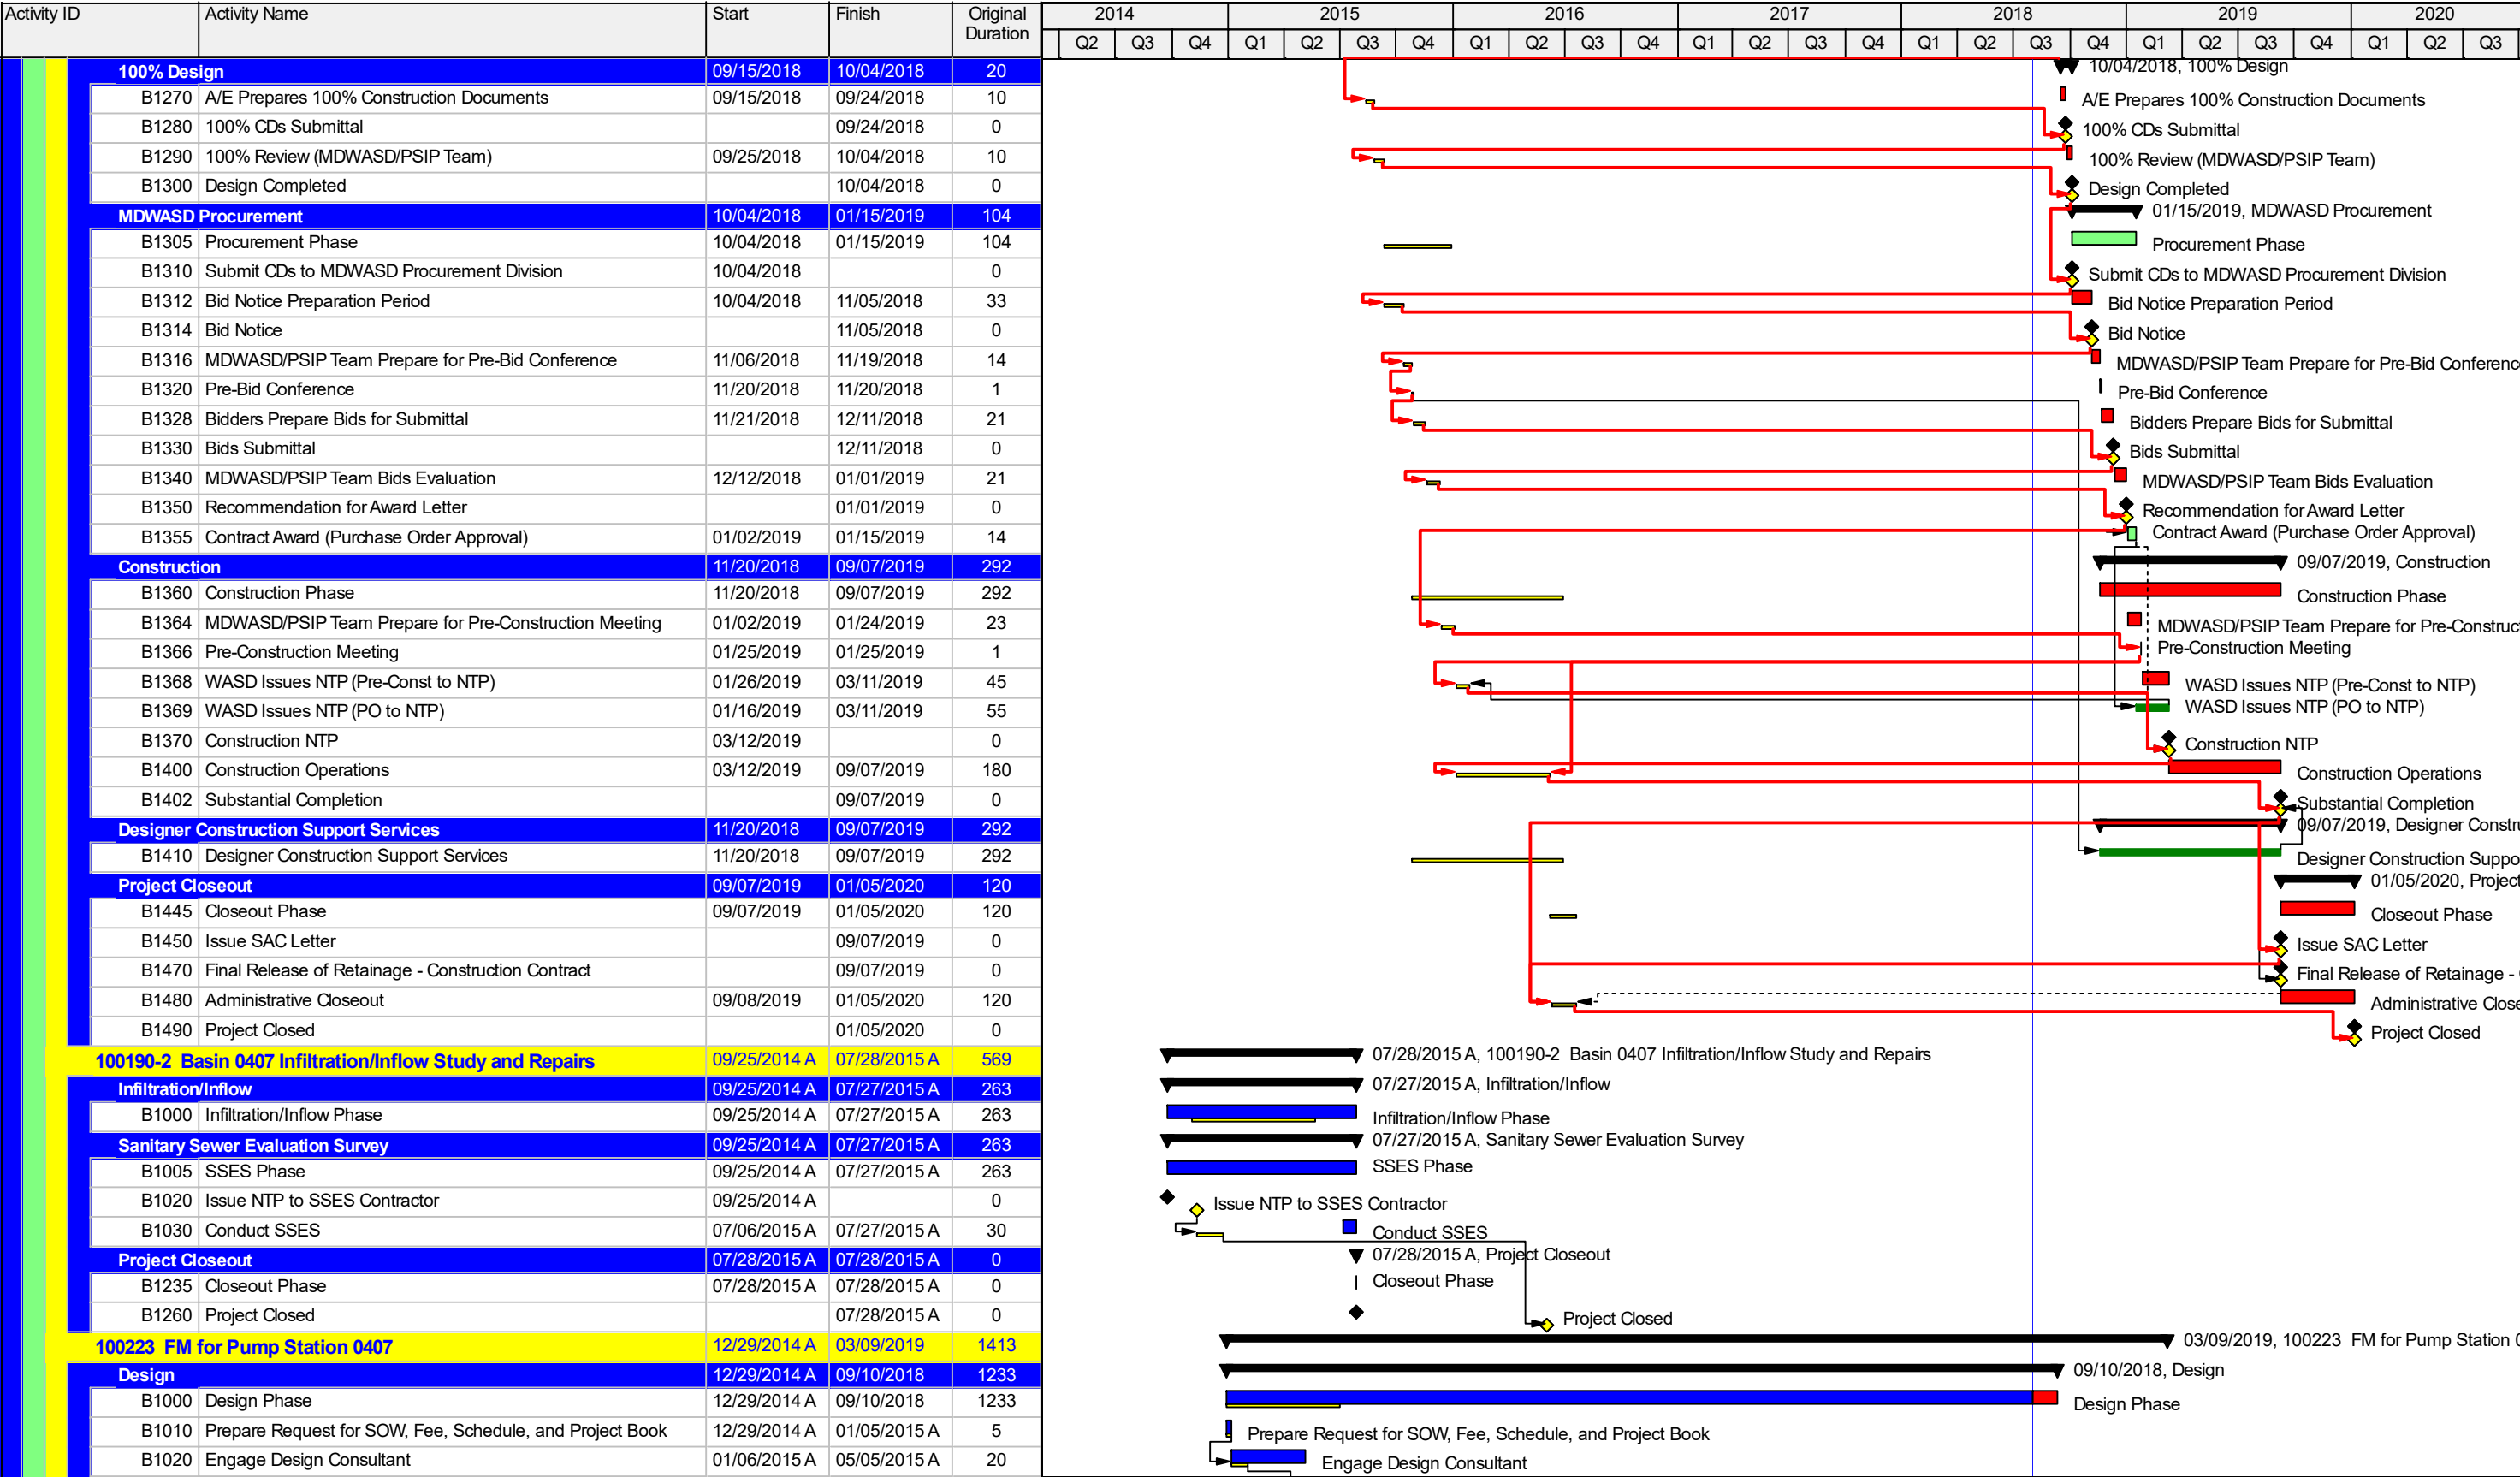 Activity ID Activity Name Start Finish Original Duration 2014 2015 2016 2017 2018 2019 2020
Q2 Q3 Q4 Q1 Q2 Q3 Q4 Q1 Q2 Q3 Q4 Q1 Q2 Q3 Q4 Q1 Q2 Q3 Q4 Q1 Q2 Q3 Q4 Q1 Q2 Q3
100% Design 09/15/2018 10/04/2018 20 10/04/2018, 100% Design
B1270 A/E Prepares 100% Construction Documents 09/15/2018 09/24/2018 10 A/E Prepares 100% Construction Documents
B1280 100% CDs Submittal 09/24/2018 0 100% CDs Submittal
B1290 100% Review (MDWASD/PSIP Team) 09/25/2018 10/04/2018 10 100% Review (MDWASD/PSIP Team)
B1300 Design Completed 10/04/2018 0 Design Completed
MDWASD Procurement 10/04/2018 01/15/2019 104 01/15/2019, MDWASD Procurement
B1305 Procurement Phase 10/04/2018 01/15/2019 104 Procurement Phase
B1310 Submit CDs to MDWASD Procurement Division 10/04/2018 0 Submit CDs to MDWASD Procurement Division
B1312 Bid Notice Preparation Period 10/04/2018 11/05/2018 33 Bid Notice Preparation Period
B1314 Bid Notice 11/05/2018 0 Bid Notice
B1316 MDWASD/PSIP Team Prepare for Pre-Bid Conference 11/06/2018 11/19/2018 14 MDWASD/PSIP Team Prepare for Pre-Bid Conference
B1320 Pre-Bid Conference 11/20/2018 11/20/2018 1 Pre-Bid Conference
B1328 Bidders Prepare Bids for Submittal 11/21/2018 12/11/2018 21 Bidders Prepare Bids for Submittal
B1330 Bids Submittal 12/11/2018 0 Bids Submittal
B1340 MDWASD/PSIP Team Bids Evaluation 12/12/2018 01/01/2019 21 MDWASD/PSIP Team Bids Evaluation
B1350 Recommendation for Award Letter 01/01/2019 0 Recommendation for Award Letter
B1355 Contract Award (Purchase Order Approval) 01/02/2019 01/15/2019 14 Contract Award (Purchase Order Approval)
Construction 11/20/2018 09/07/2019 292 09/07/2019, Construction
B1360 Construction Phase 11/20/2018 09/07/2019 292 Construction Phase
B1364 MDWASD/PSIP Team Prepare for Pre-Construction Meeting 01/02/2019 01/24/2019 23 MDWASD/PSIP Team Prepare for Pre-Construc
B1366 Pre-Construction Meeting 01/25/2019 01/25/2019 1 Pre-Construction Meeting
B1368 WASD Issues NTP (Pre-Const to NTP) 01/26/2019 03/11/2019 45 WASD Issues NTP (Pre-Const to NTP)
B1369 WASD Issues NTP (PO to NTP) 01/16/2019 03/11/2019 55 WASD Issues NTP (PO to NTP)
B1370 Construction NTP 03/12/2019 0 Construction NTP
B1400 Construction Operations 03/12/2019 09/07/2019 180 Construction Operations
B1402 Substantial Completion 09/07/2019 0 Substantial Completion
Designer Construction Support Services 11/20/2018 09/07/2019 292 09/07/2019, Designer Constru
B1410 Designer Construction Support Services 11/20/2018 09/07/2019 292 Designer Construction Suppo
Project Closeout 09/07/2019 01/05/2020 120 01/05/2020, Project
B1445 Closeout Phase 09/07/2019 01/05/2020 120 Closeout Phase
B1450 Issue SAC Letter 09/07/2019 0 Issue SAC Letter
B1470 Final Release of Retainage - Construction Contract 09/07/2019 0 Final Release of Retainage -
B1480 Administrative Closeout 09/08/2019 01/05/2020 120 Administrative Close
B1490 Project Closed 01/05/2020 0 Project Closed
100190-2 Basin 0407 Infiltration/Inflow Study and Repairs 09/25/2014 A 07/28/2015 A 569 07/28/2015 A, 100190-2 Basin 0407 Infiltration/Inflow Study and Repairs
Infiltration/Inflow 09/25/2014 A 07/27/2015 A 263 07/27/2015 A, Infiltration/Inflow
B1000 Infiltration/Inflow Phase 09/25/2014 A 07/27/2015 A 263 Infiltration/Inflow Phase
Sanitary Sewer Evaluation Survey 09/25/2014 A 07/27/2015 A 263 07/27/2015 A, Sanitary Sewer Evaluation Survey
B1005 SSES Phase 09/25/2014 A 07/27/2015 A 263 SSES Phase
B1020 Issue NTP to SSES Contractor 09/25/2014 A 0 Issue NTP to SSES Contractor
B1030 Conduct SSES 07/06/2015 A 07/27/2015 A 30 Conduct SSES
Project Closeout 07/28/2015 A 07/28/2015 A 0 07/28/2015 A, Project Closeout
B1235 Closeout Phase 07/28/2015 A 07/28/2015 A 0 Closeout Phase
B1260 Project Closed 07/28/2015 A 0 Project Closed
100223 FM for Pump Station 0407 12/29/2014 A 03/09/2019 1413 03/09/2019, 100223 FM for Pump Station 0
Design 12/29/2014 A 09/10/2018 1233 09/10/2018, Design
B1000 Design Phase 12/29/2014 A 09/10/2018 1233 Design Phase
B1010 Prepare Request for SOW, Fee, Schedule, and Project Book 12/29/2014 A 01/05/2015 A 5 Prepare Request for SOW, Fee, Schedule, and Project Book
B1020 Engage Design Consultant 01/06/2015 A 05/05/2015 A 20 Engage Design Consultant